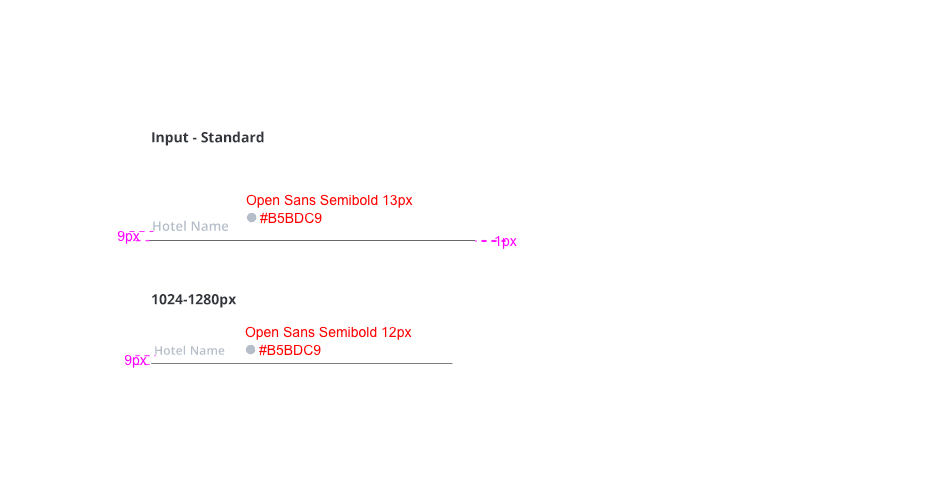 Input - Standard
Open Sans Semibold 13px
#B5BDC9
Hotel Name
9px
1px
1024-1280px
Open Sans Semibold 12px
#B5BDC9
Hotel Name
9px